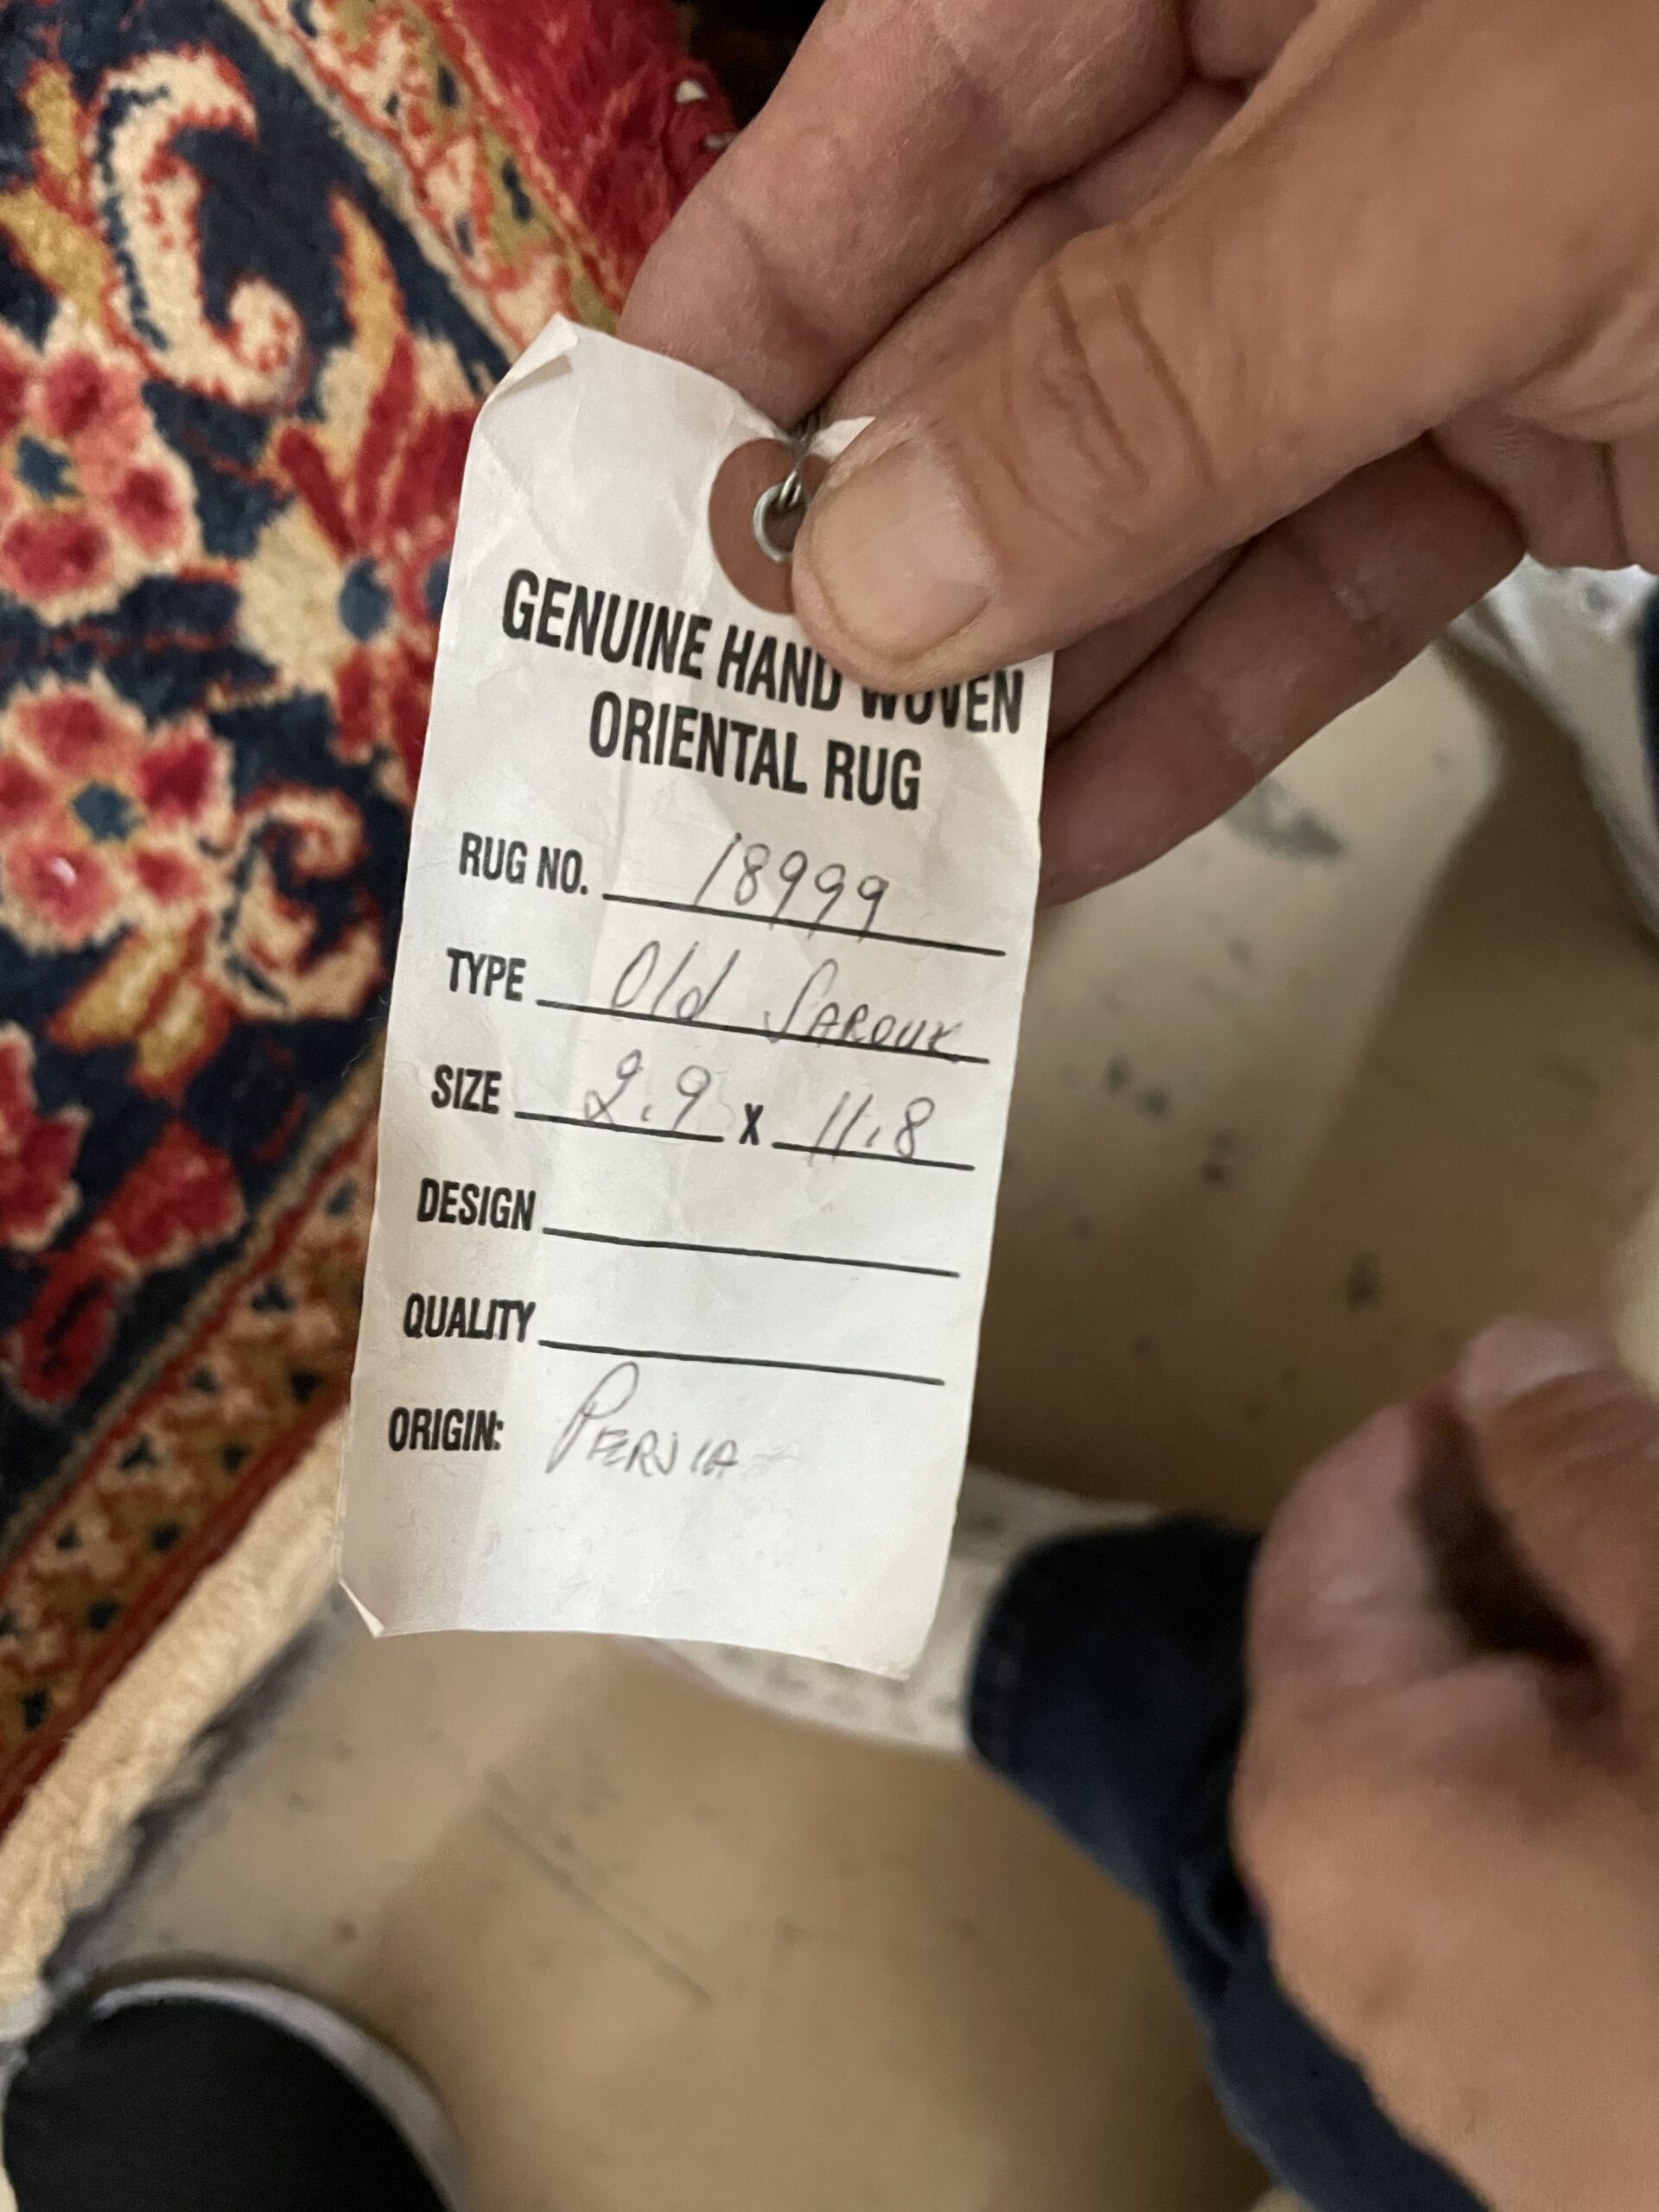 GENUINE HAND WOVEN
ORIENTAL RUG
RUG NO. 18999
TYPE Old SAROUK
SIZE 2.9 x 11.8
DESIGN
QUALITY
ORIGIN: PERSIA